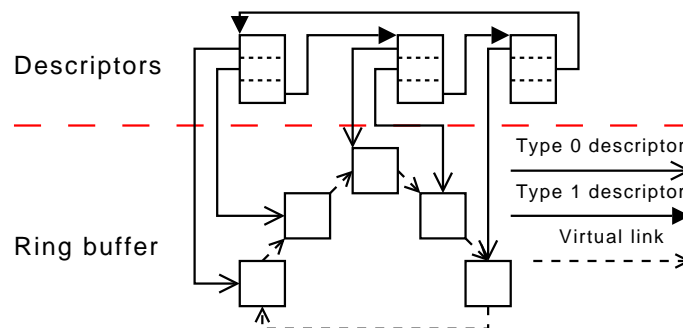 Descriptors
Type 0 descriptor
Type 1 descriptor
Ring buffer
Virtual link